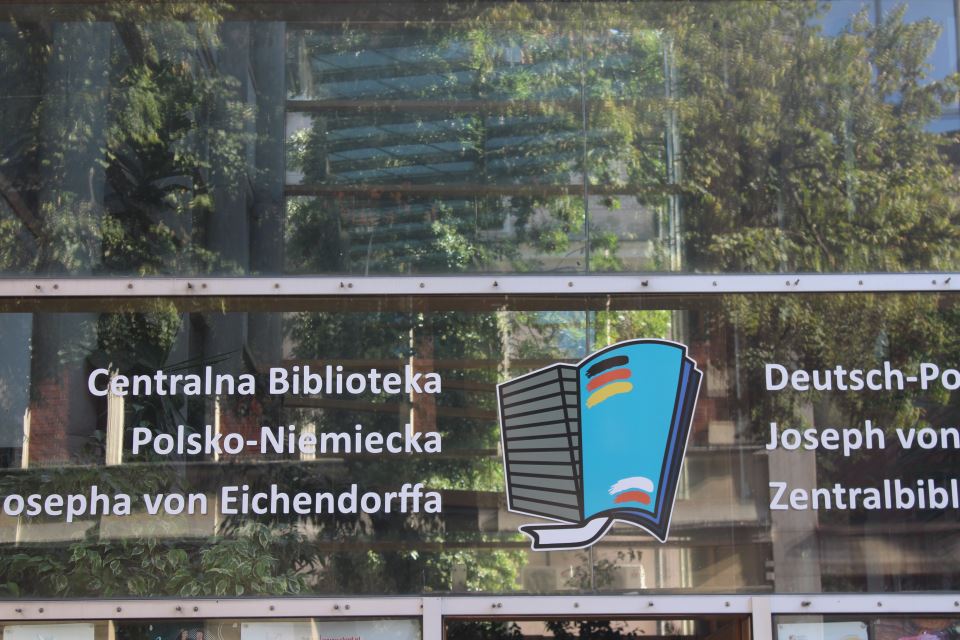 Centralna Biblioteka
Polsko-Niemiecka
osepha von Eichendorffa
Deutsch-Po
Joseph von
Zentralbibl